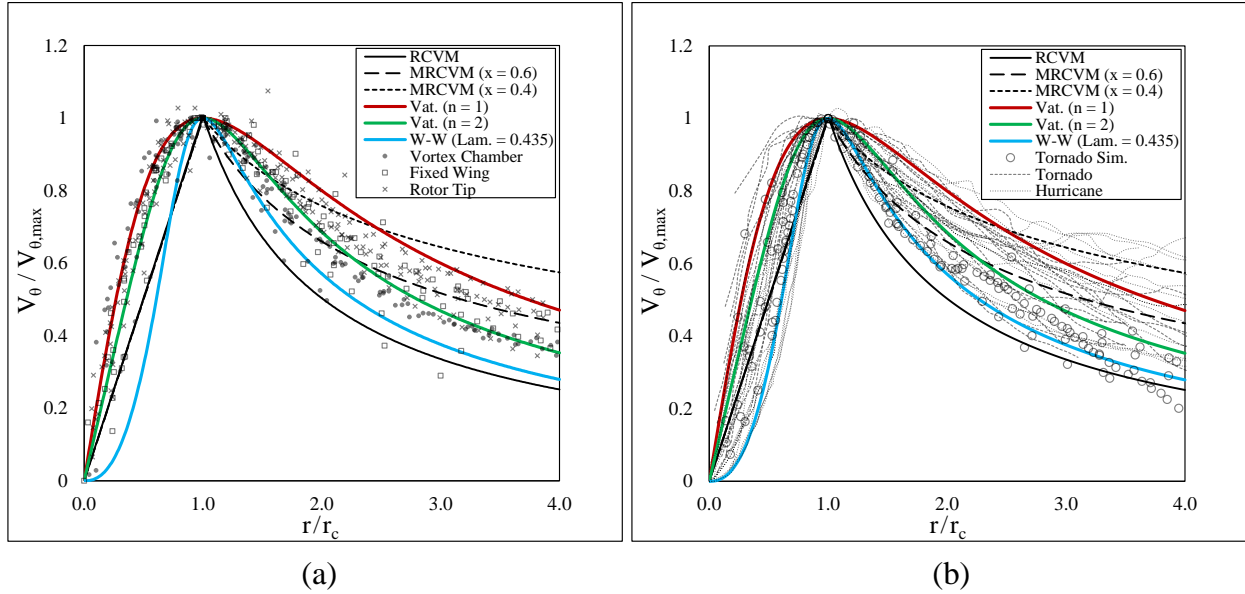 1.2
1
0.8
0.6
0.4
0.2
0
0.0
1.0
2.0
3.0
4.0
V_θ / V_θ,max
r/r_c
RCVM
MRCVM (x = 0.6)
MRCVM (x = 0.4)
Vat. (n = 1)
Vat. (n = 2)
W-W (Lam. = 0.435)
Vortex Chamber
Fixed Wing
Rotor Tip
(a)
1.2
1
0.8
0.6
0.4
0.2
0
0.0
1.0
2.0
3.0
4.0
V_θ / V_θ,max
r/r_c
RCVM
MRCVM (x = 0.6)
MRCVM (x = 0.4)
Vat. (n = 1)
Vat. (n = 2)
W-W (Lam. = 0.435)
Tornado Sim.
Tornado
Hurricane
(b)